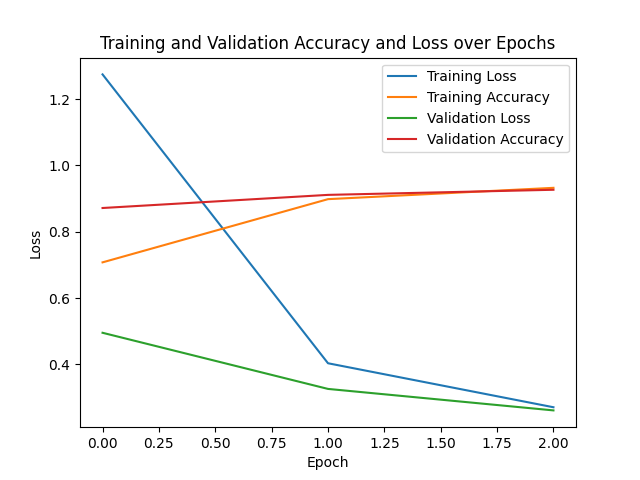 Training and Validation Accuracy and Loss over Epochs
Training Loss
Training Accuracy
Validation Loss
Validation Accuracy
1.2
1.0
0.8
0.6
0.4
Loss
0.00 0.25 0.50 0.75 1.00 1.25 1.50 1.75 2.00
Epoch